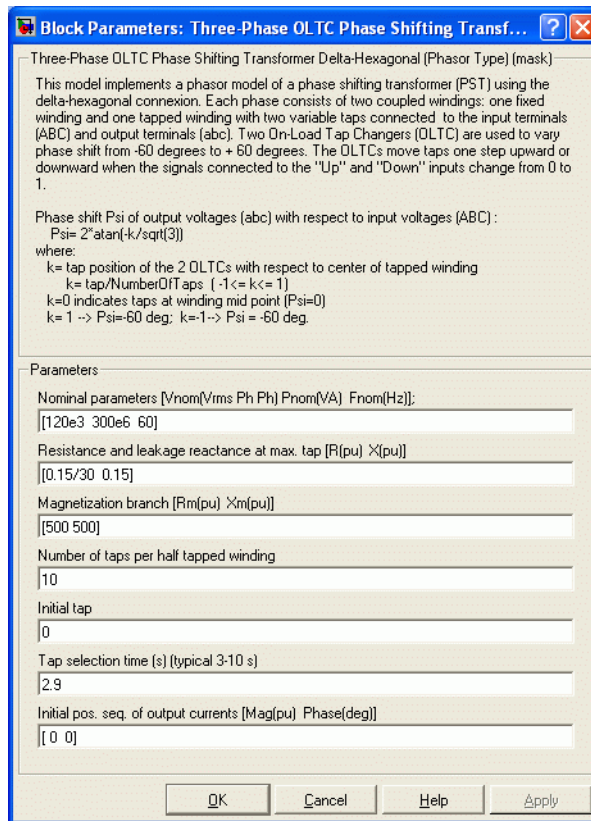 Block Parameters: Three-Phase OLTC Phase Shifting Transf...
Three-Phase OLTC Phase Shifting Transformer Delta-Hexagonal (Phasor Type) (mask)
This model implements a phasor model of a phase shifting transformer (PST) using the
delta-hexagonal connexion. Each phase consists of two coupled windings: one fixed
winding and one tapped winding with two variable taps connected  to the input terminals
(ABC) and output terminals (abc). Two On-Load Tap Changers (OLTC) are used to vary
phase shift from -60 degrees to + 60 degrees. The OLTCs move taps one step upward or
downward when the signals connected to the "Up" and "Down" inputs change from 0 to
1.
Phase shift Psi of output voltages (abc) with respect to input voltages (ABC) :
Psi= 2*atan(-k/sqrt(3))
where:
k= tap position of the 2 OLTCs with respect to center of tapped winding
k= tap/NumberOfTaps  ( -1<= k<= 1)
k=0 indicates taps at winding mid point (Psi=0)
k= 1 --> Psi=-60 deg;  k=-1--> Psi = -60 deg.
Parameters
Nominal parameters [Vnom(Vrms Ph Ph) Pnom(VA)  Fnom(Hz)];
[120e3  300e6  60]
Resistance and leakage reactance at max. tap [R(pu)  X(pu)]
[0.15/30  0.15]
Magnetization branch [Rm(pu)  Xm(pu)]
[500 500]
Number of taps per half tapped winding
10
Initial tap
0
Tap selection time (s) (typical 3-10 s)
2.9
Initial pos. seq. of output currents [Mag(pu)  Phase(deg)]
[ 0  0]
OK
Cancel
Help
Apply